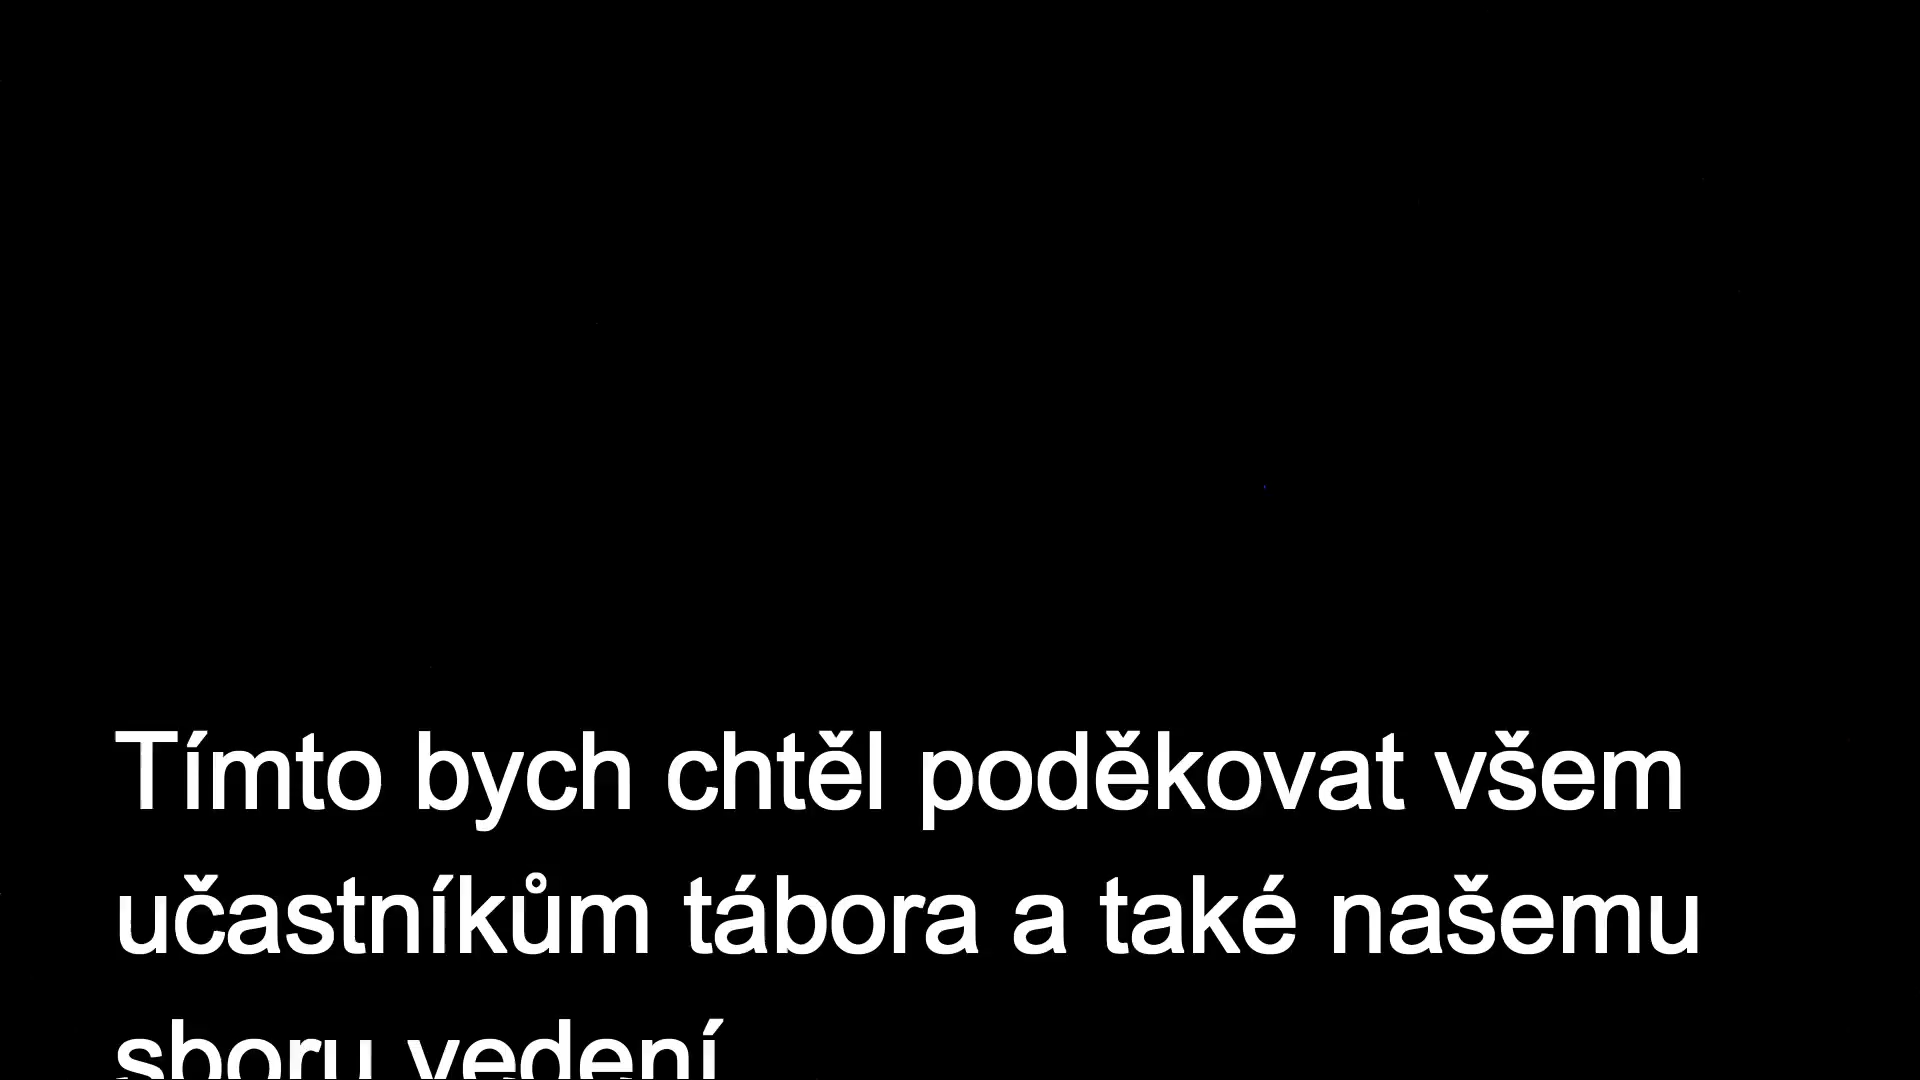 Tímto bych chtěl poděkovat všem
učastníkům tábora a také našemu
sboru vedení